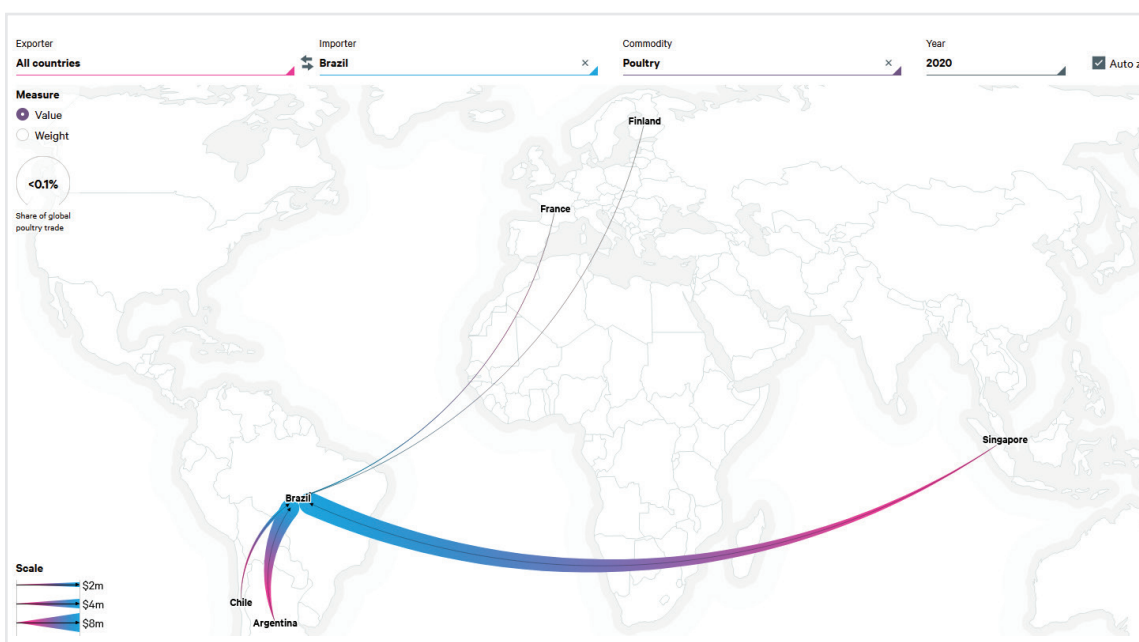 Exporter
All countries
Importer
Brazil ×
Commodity
Poultry ×
Year
2020
Auto z
Measure
Value
Weight
<0.1%
Share of global
poultry trade
Finland
France
Singapore
Brazil
Chile
Argentina
Scale
$2m
$4m
$8m